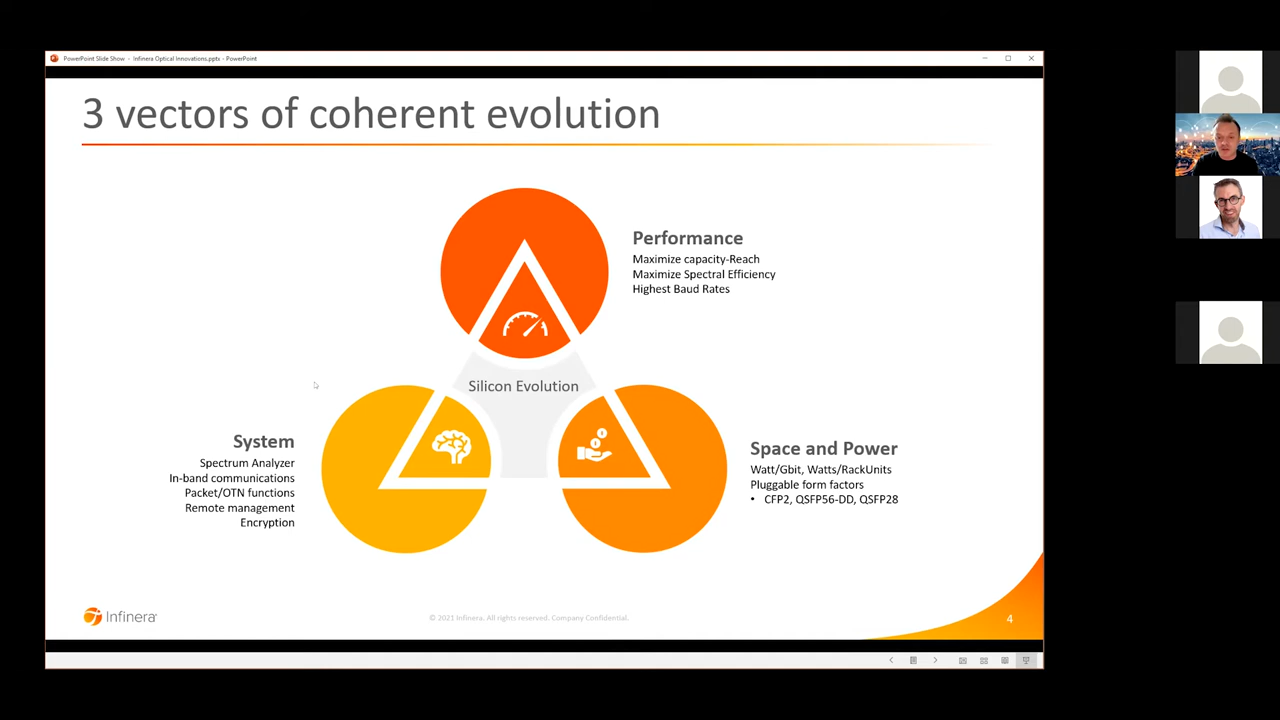 PowerPoint Slide Show - Infinera Optical Innovations.pptx - PowerPoint
3 vectors of coherent evolution
Performance
Maximize capacity-Reach
Maximize Spectral Efficiency
Highest Baud Rates
Silicon Evolution
System
Spectrum Analyzer
In-band communications
Packet/OTN functions
Remote management
Encryption
Space and Power
Watt/Gbit, Watts/RackUnits
Pluggable form factors
• CFP2, QSFP56-DD, QSFP28
Infinera
© 2021 Infinera. All rights reserved. Company Confidential.
4